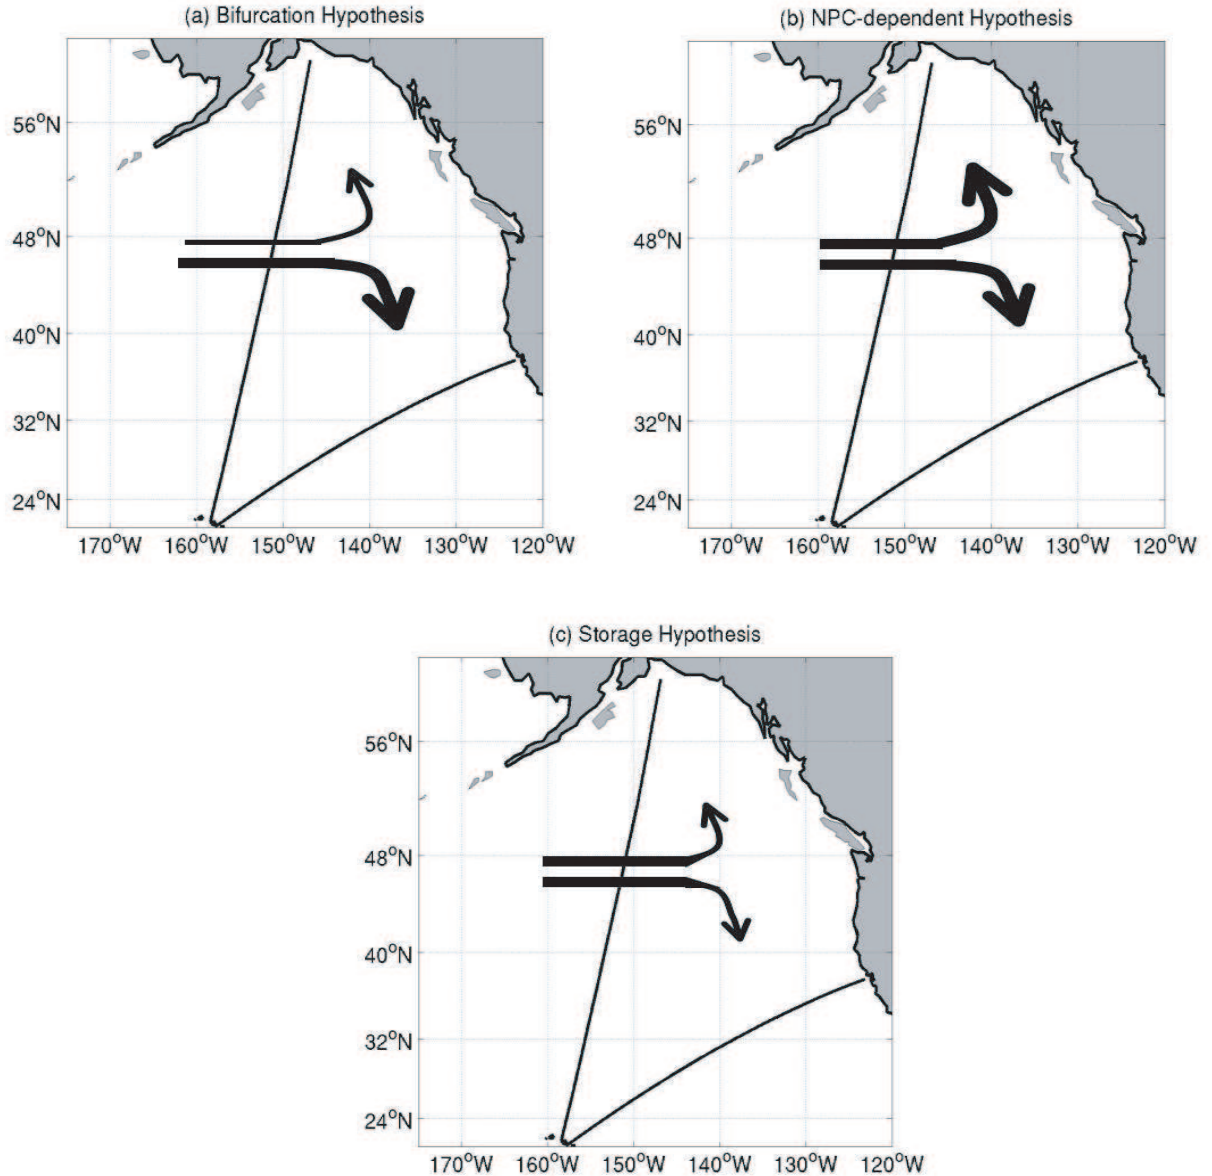 (a) Bifurcation Hypothesis
56°N
48°N
40°N
32°N
24°N
170°W 160°W 150°W 140°W 130°W 120°W
(b) NPC-dependent Hypothesis
56°N
48°N
40°N
32°N
24°N
170°W 160°W 150°W 140°W 130°W 120°W
(c) Storage Hypothesis
56°N
48°N
40°N
32°N
24°N
170°W 160°W 150°W 140°W 130°W 120°W